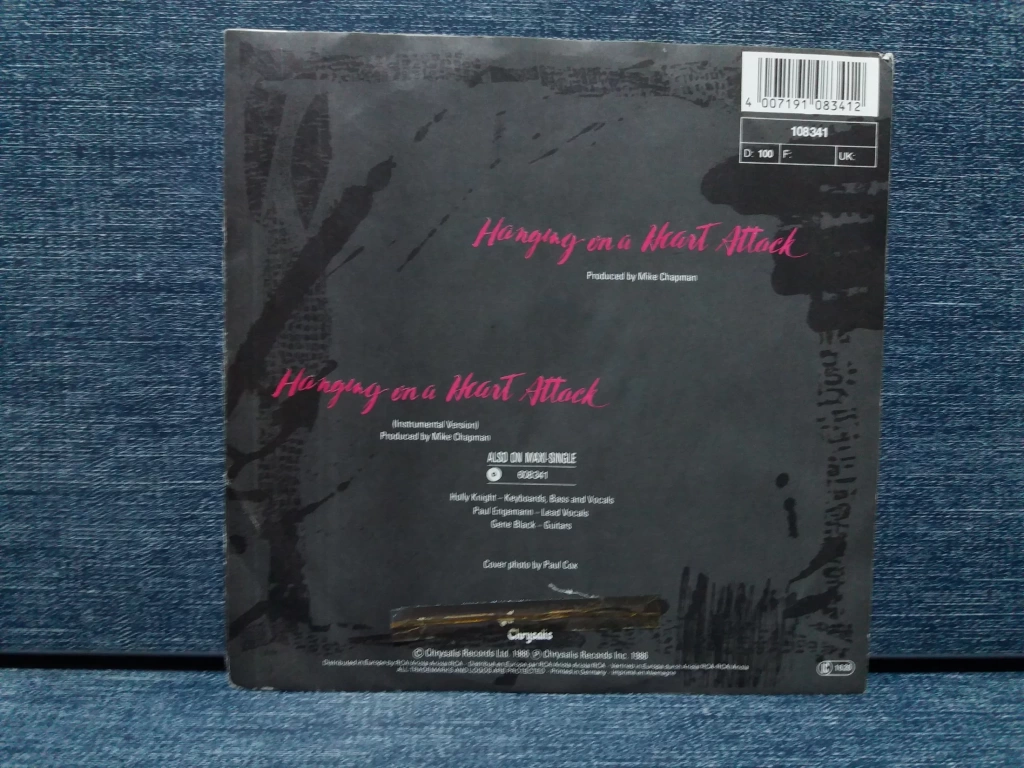 4 007191 083412
108341
D: 100 F: UK:
Hanging on a Heart Attack
Produced by Mike Chapman
Hanging on a Heart Attack
(Instrumental Version)
Produced by Mike Chapman
ALSO ON MAXI-SINGLE
608341
Holly Knight – Keyboards, Bass and Vocals
Paul Engemann – Lead Vocals
Gene Black – Guitars
Cover photo by Paul Cox
Chrysalis
© Chrysalis Records Ltd. 1986 ℗ Chrysalis Records Inc. 1986
ALL TRADEMARKS AND LOGOS ARE PROTECTED · Printed in Germany